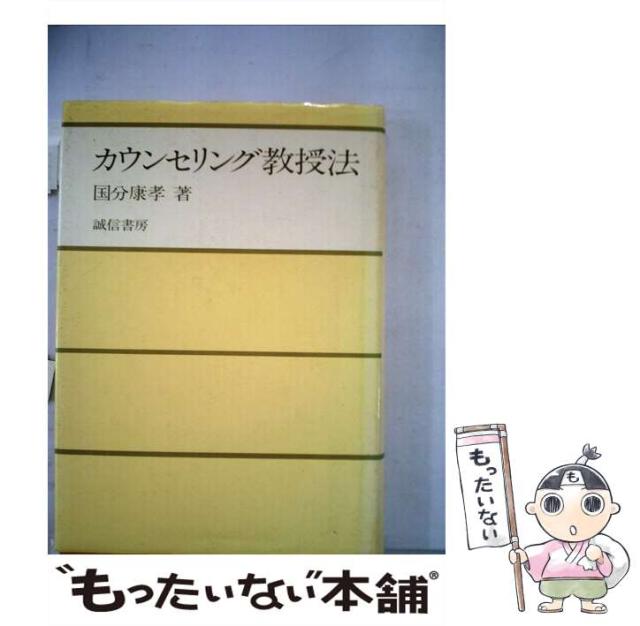 カウンセリング教授法
国分康孝 著
誠信書房
もったいない
も
"もったいない"本舗®